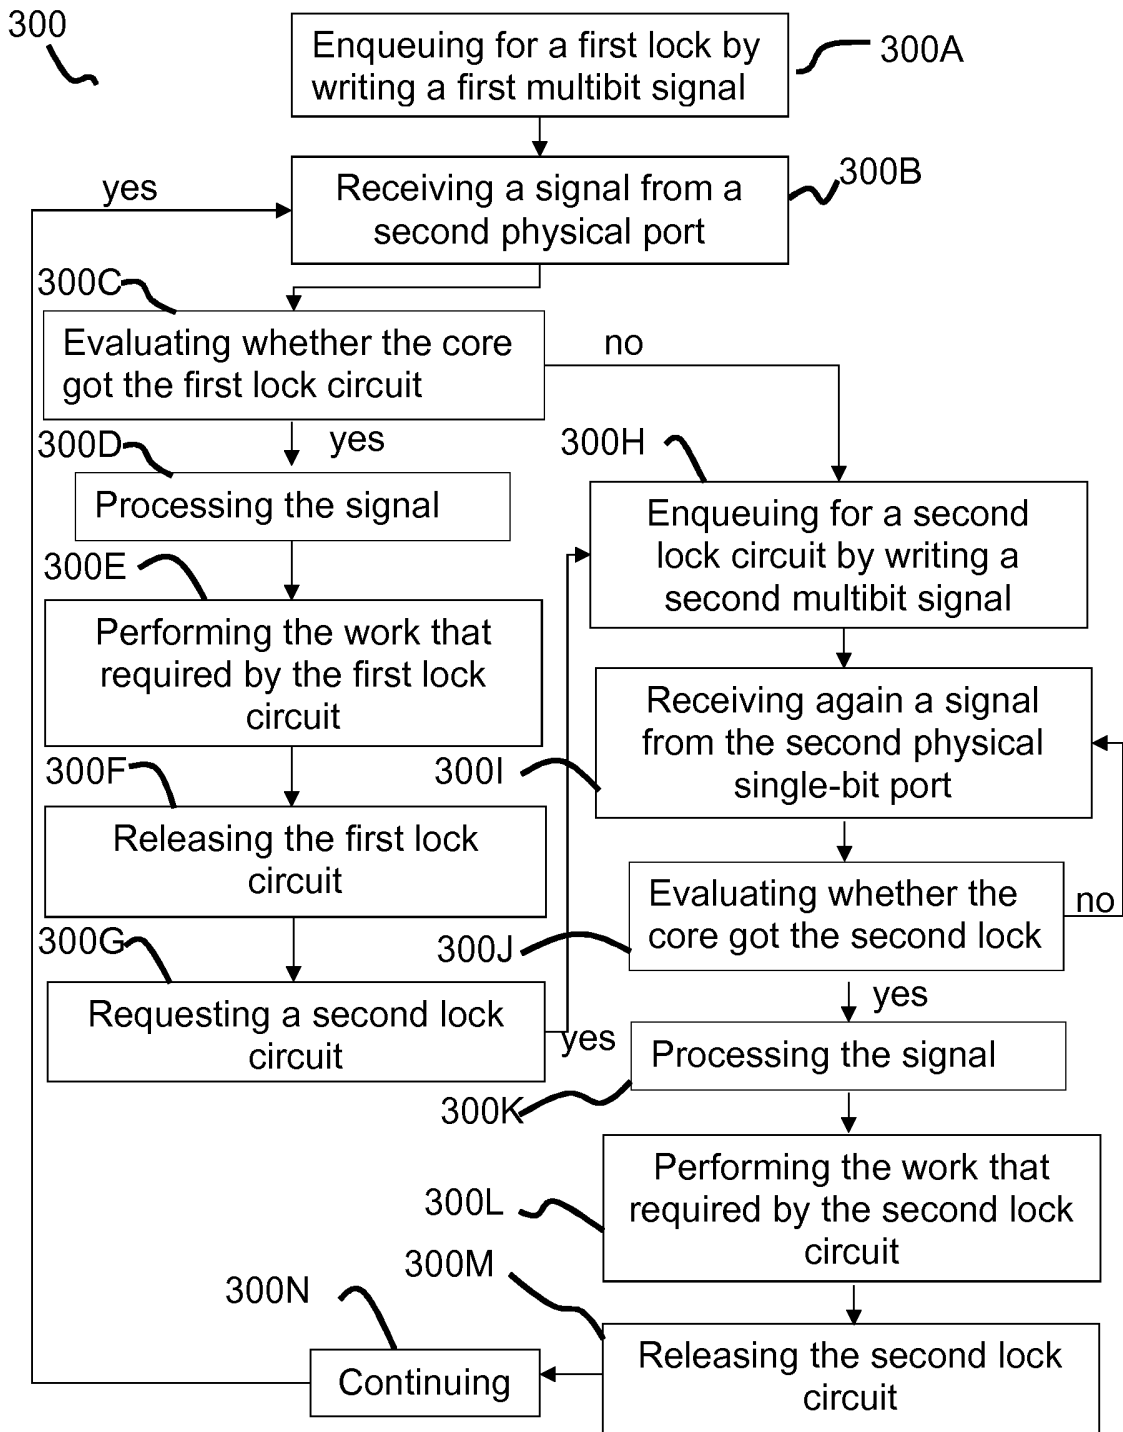 300
Enqueuing for a first lock by
writing a first multibit signal
300A
yes
Receiving a signal from a
second physical port
300B
300C
Evaluating whether the core
got the first lock circuit
no
300D
yes
Processing the signal
300H
Enqueuing for a second
lock circuit by writing a
second multibit signal
300E
Performing the work that
required by the first lock
circuit
Receiving again a signal
from the second physical
single-bit port
300F
300I
Releasing the first lock
circuit
Evaluating whether the
core got the second lock
no
300G
300J
Requesting a second lock
circuit
yes
yes
Processing the signal
300K
Performing the work that
required by the second lock
circuit
300L
300M
300N
Releasing the second lock
circuit
Continuing